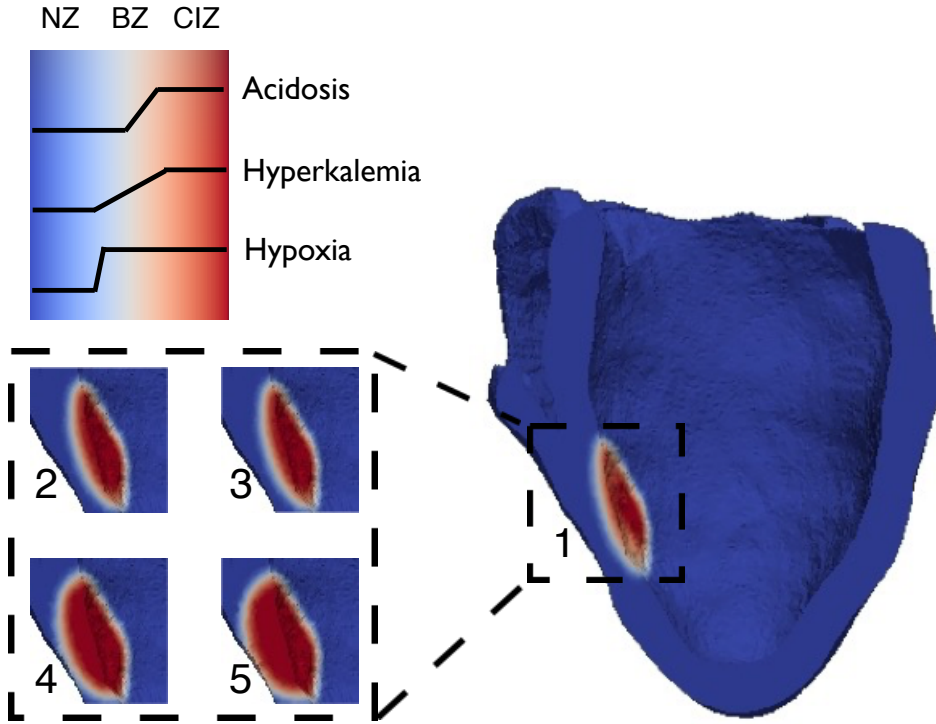 NZ BZ CIZ
Acidosis
Hyperkalemia
Hypoxia
2 3
1
4 5